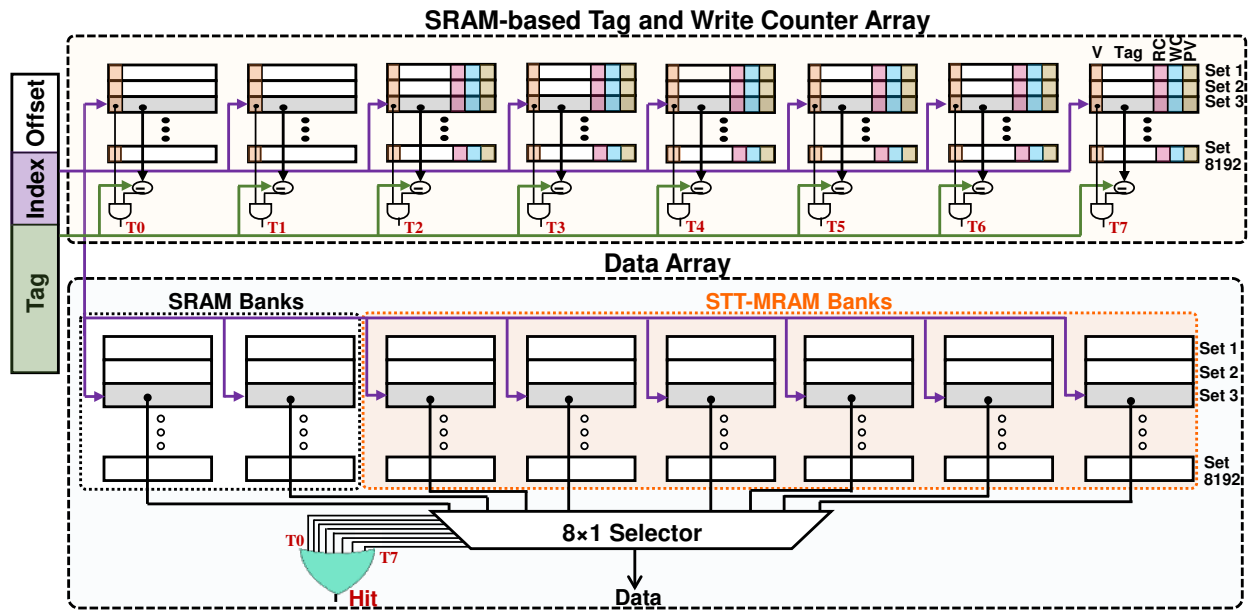 SRAM-based Tag and Write Counter Array
V Tag RC WC PV
Set 1
Set 2
Set 3
Set
8192
Offset
Index
Tag
= = = = = = = =
T0 T1 T2 T3 T4 T5 T6 T7
Data Array
SRAM Banks
STT-MRAM Banks
Set 1
Set 2
Set 3
Set
8192
8×1 Selector
T0
T7
Hit
Data